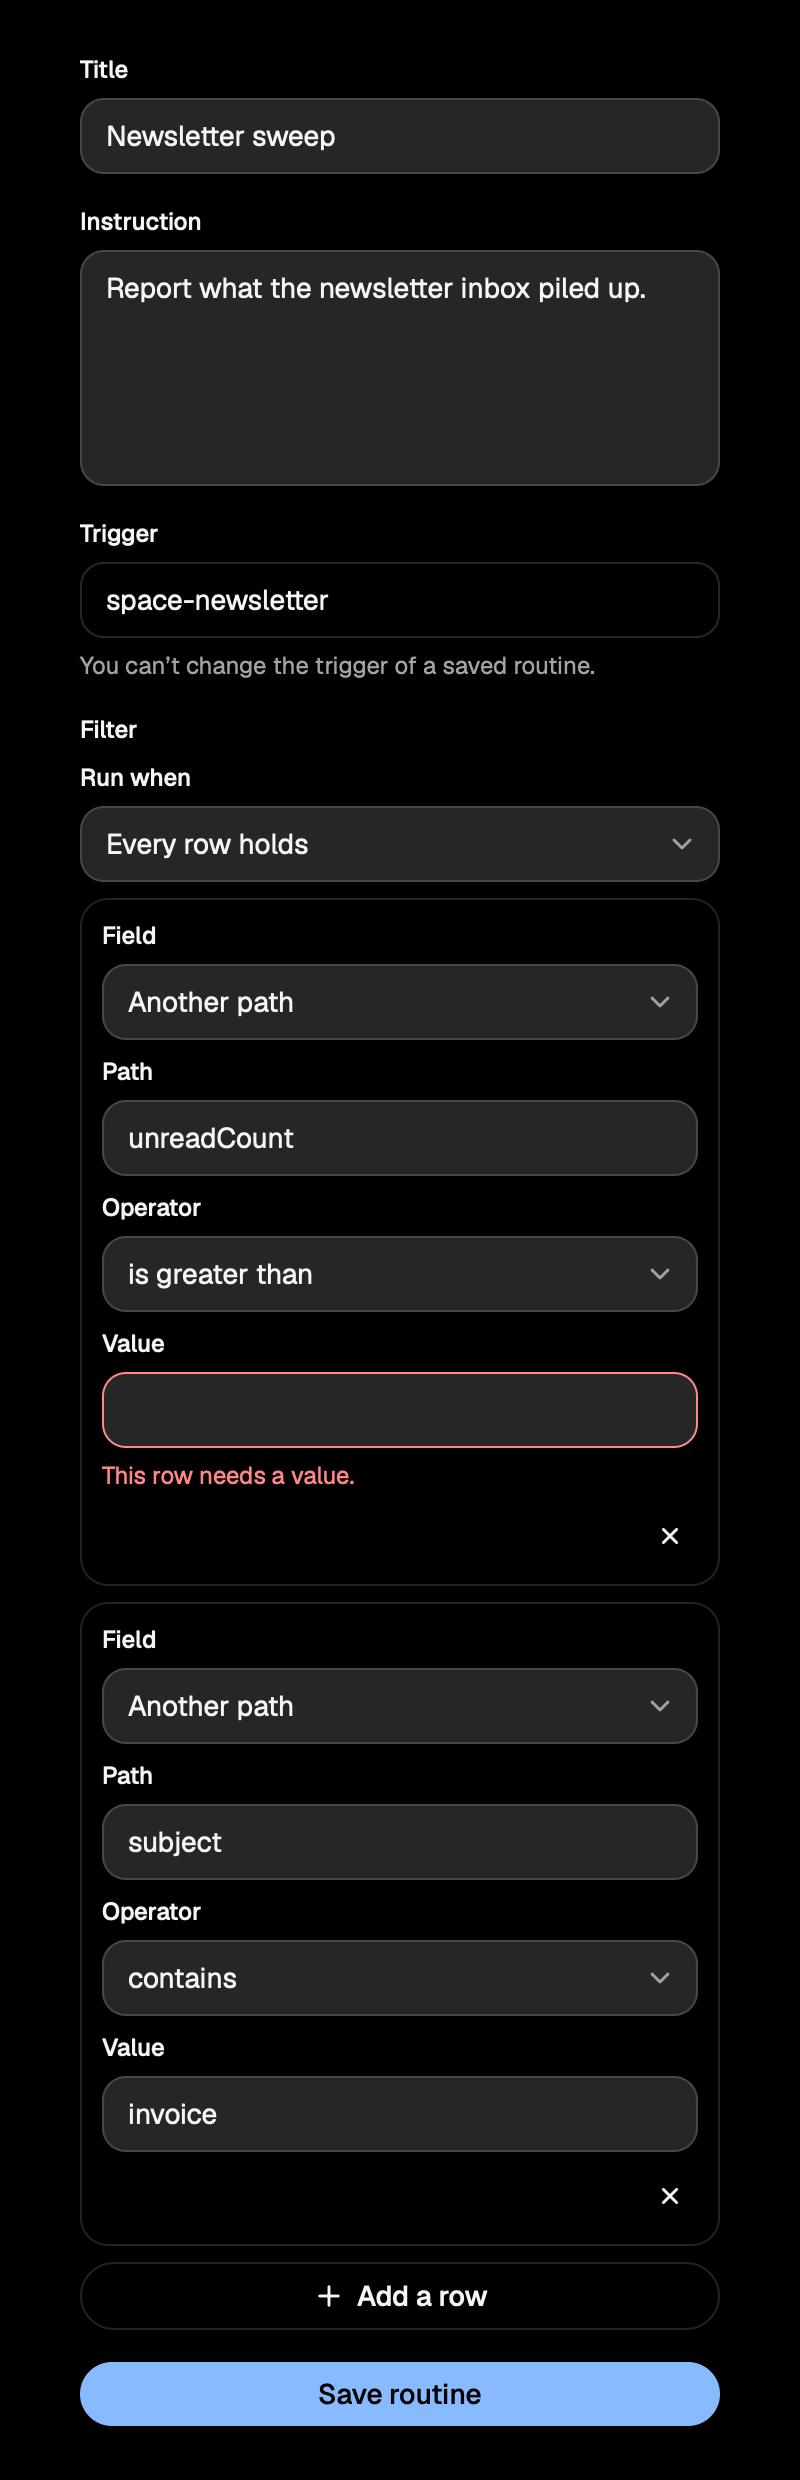 Title
Newsletter sweep
Instruction
Report what the newsletter inbox piled up.
Trigger
space-newsletter
You can’t change the trigger of a saved routine.
Filter
Run when
Every row holds
Field
Another path
Path
unreadCount
Operator
is greater than
Value
This row needs a value.
Field
Another path
Path
subject
Operator
contains
Value
invoice
Add a row
Save routine